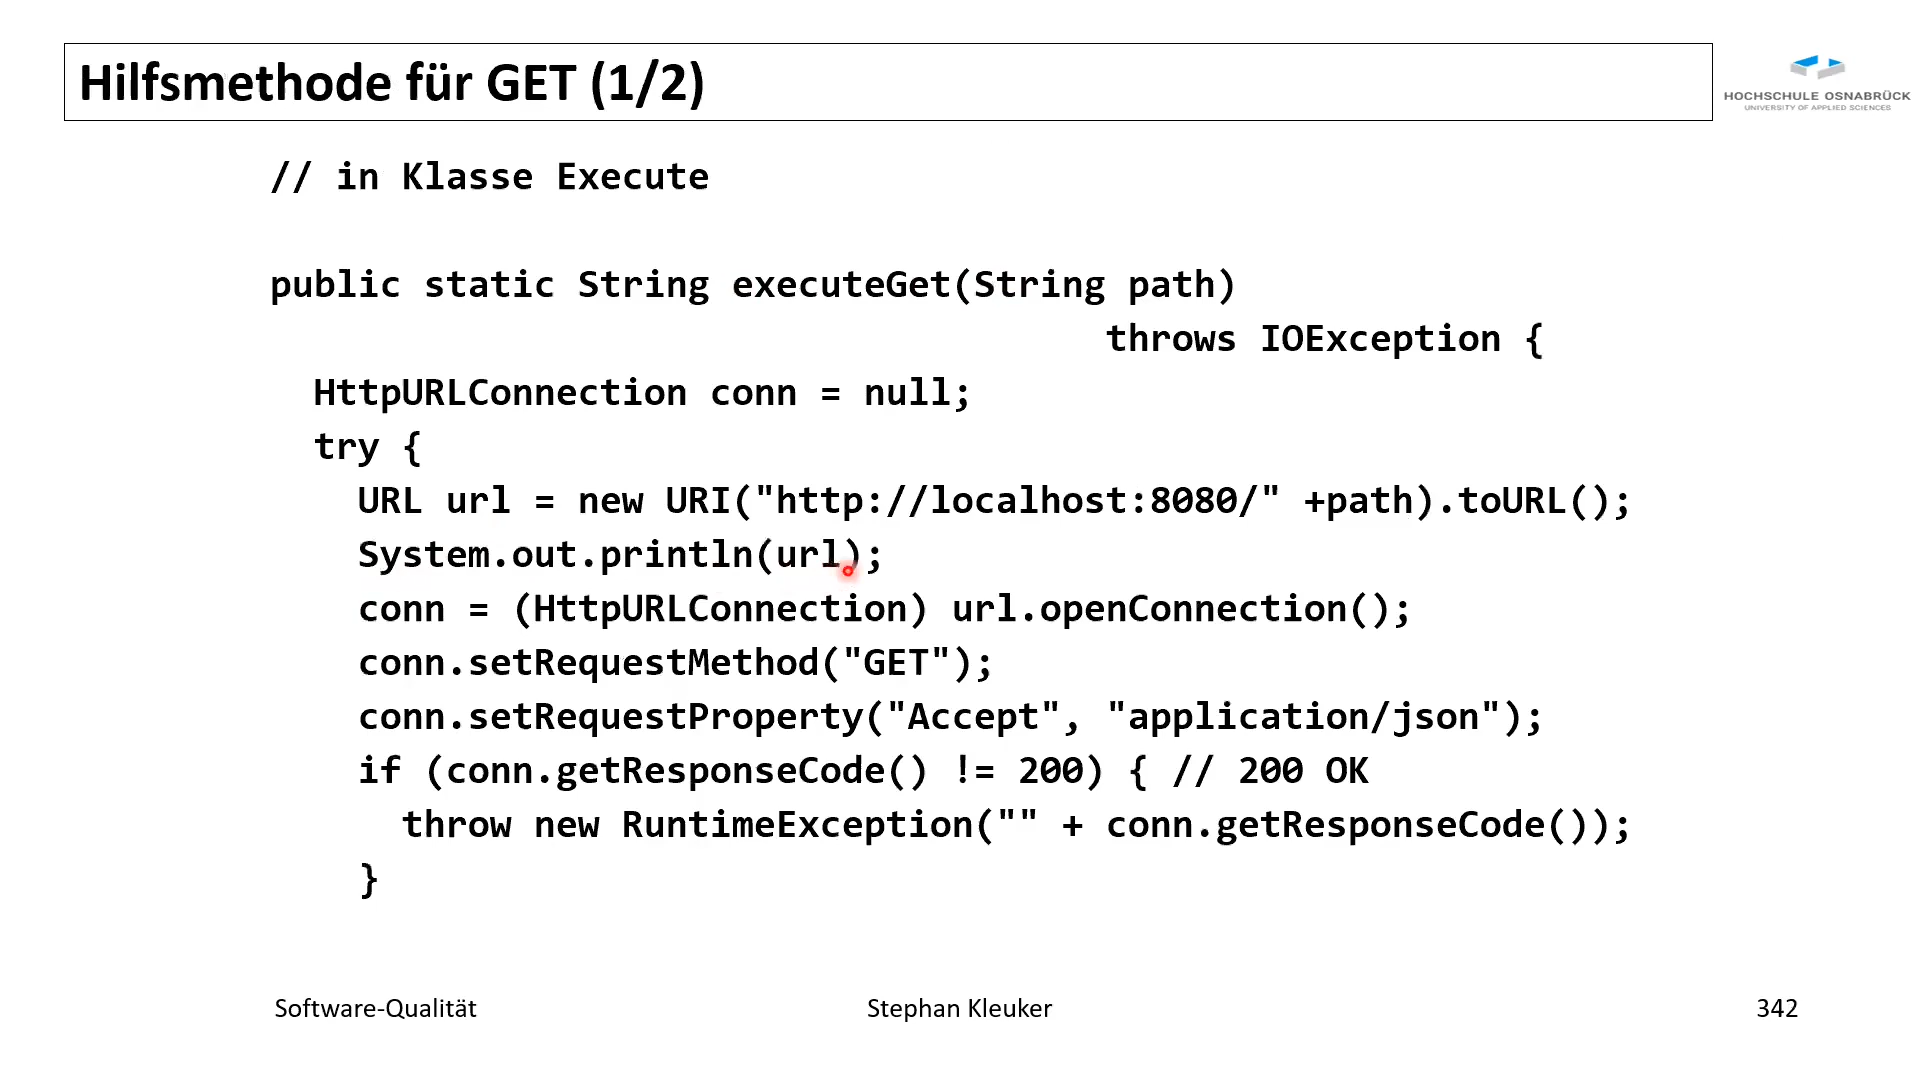 Hilfsmethode für GET (1/2)
HOCHSCHULE OSNABRÜCK
UNIVERSITY OF APPLIED SCIENCES
// in Klasse Execute
public static String executeGet(String path)
throws IOException {
HttpURLConnection conn = null;
try {
URL url = new URI("http://localhost:8080/" +path).toURL();
System.out.println(url);
conn = (HttpURLConnection) url.openConnection();
conn.setRequestMethod("GET");
conn.setRequestProperty("Accept", "application/json");
if (conn.getResponseCode() != 200) { // 200 OK
throw new RuntimeException("" + conn.getResponseCode());
}
Software-Qualität
Stephan Kleuker
342